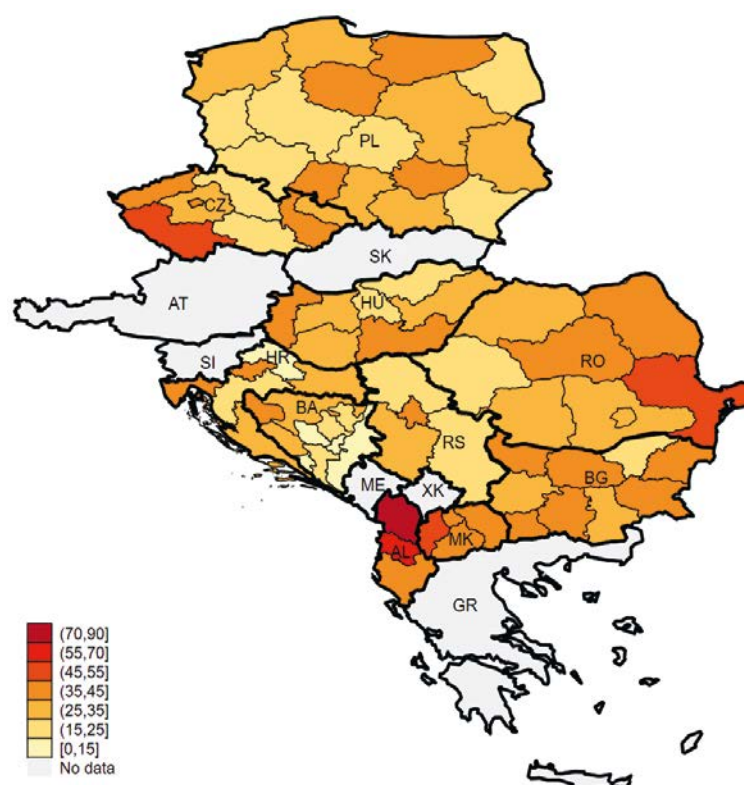 PL
CZ
SK
AT
HU
SI
HR
RO
BA
RS
ME
XK
BG
MK
AL
GR
(70,90]
(55,70]
(45,55]
(35,45]
(25,35]
(15,25]
[0,15]
No data